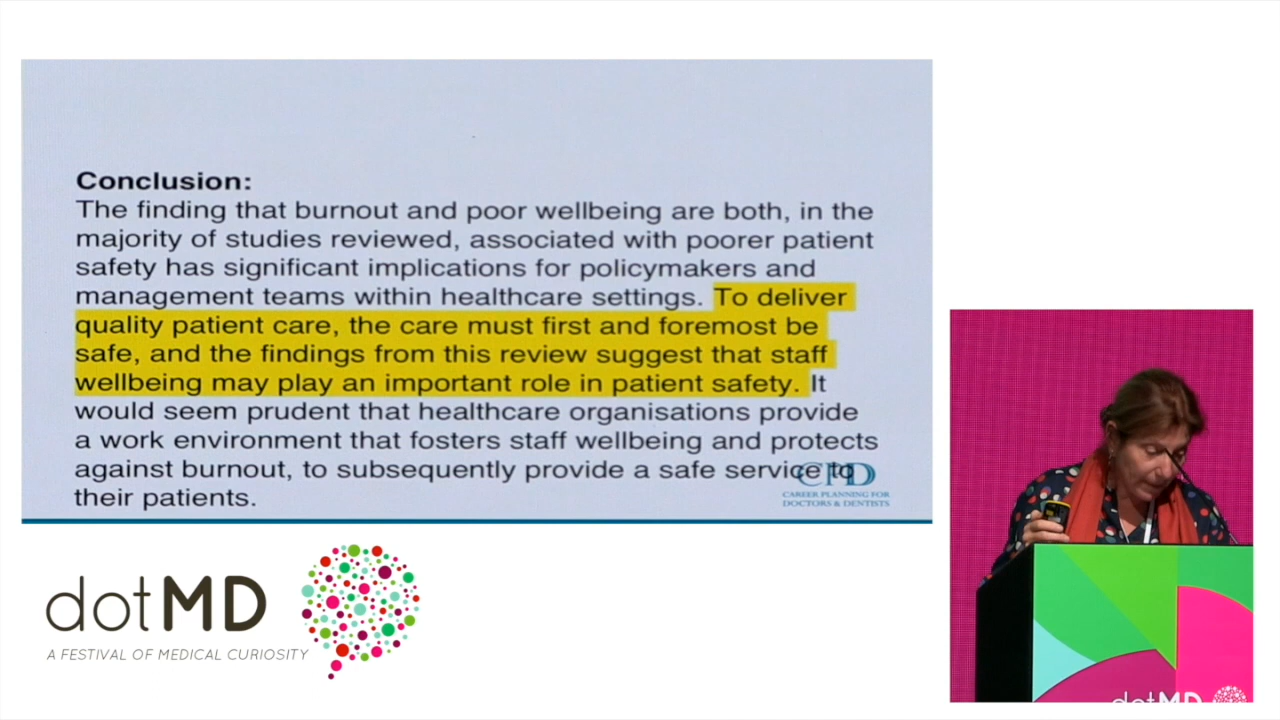 Conclusion:
The finding that burnout and poor wellbeing are both, in the
majority of studies reviewed, associated with poorer patient
safety has significant implications for policymakers and
management teams within healthcare settings. To deliver
quality patient care, the care must first and foremost be
safe, and the findings from this review suggest that staff
wellbeing may play an important role in patient safety. It
would seem prudent that healthcare organisations provide
a work environment that fosters staff wellbeing and protects
against burnout, to subsequently provide a safe service to
their patients.
CPD
CAREER PLANNING FOR
DOCTORS & DENTISTS
dotMD
A FESTIVAL OF MEDICAL CURIOSITY
dotMD